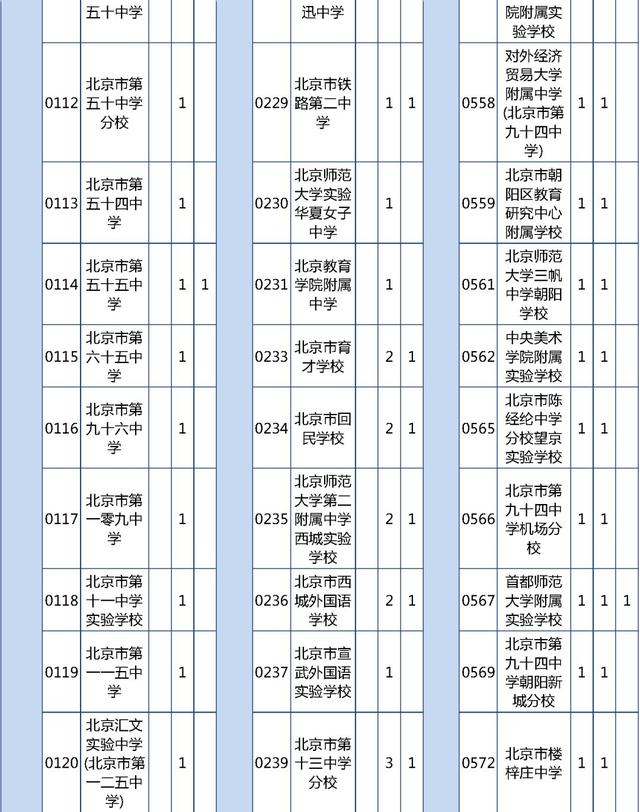 五十中学
0112
北京市第
五十中学
分校
1
0113
北京市第
五十四中
学
1
0114
北京市第
五十五中
学
1 1
0115
北京市第
六十五中
学
1
0116
北京市第
九十六中
学
1
0117
北京市第
一零九中
学
1
0118
北京市第
十一中学
实验学校
1
0119
北京市第
一一五中
学
1
0120
北京汇文
实验中学
(北京市第
一二五中
学)
1
迅中学
0229
北京市铁
路第二中
学
1 1
0230
北京师范
大学实验
华夏女子
中学
1
0231
北京教育
学院附属
中学
1
0233
北京市育
才学校
2 1
0234
北京市回
民学校
2 1
0235
北京师范
大学第二
附属中学
西城实验
学校
2 1
0236
北京市西
城外国语
学校
2 1
0237
北京市宣
武外国语
实验学校
1
0239
北京市第
十三中学
分校
3 1
院附属实
验学校
0558
对外经济
贸易大学
附属中学
(北京市第
九十四中
学)
1 1
0559
北京市朝
阳区教育
研究中心
附属学校
1 1
0561
北京师范
大学三帆
中学朝阳
学校
1 1
0562
中央美术
学院附属
实验学校
1 1
0565
北京市陈
经纶中学
分校望京
实验学校
1 1
0566
北京市第
九十四中
学机场分
校
1 1
0567
首都师范
大学附属
实验学校
1 1 1
0569
北京市第
九十四中
学朝阳新
城分校
1 1
0572
北京市楼
梓庄中学
1 1